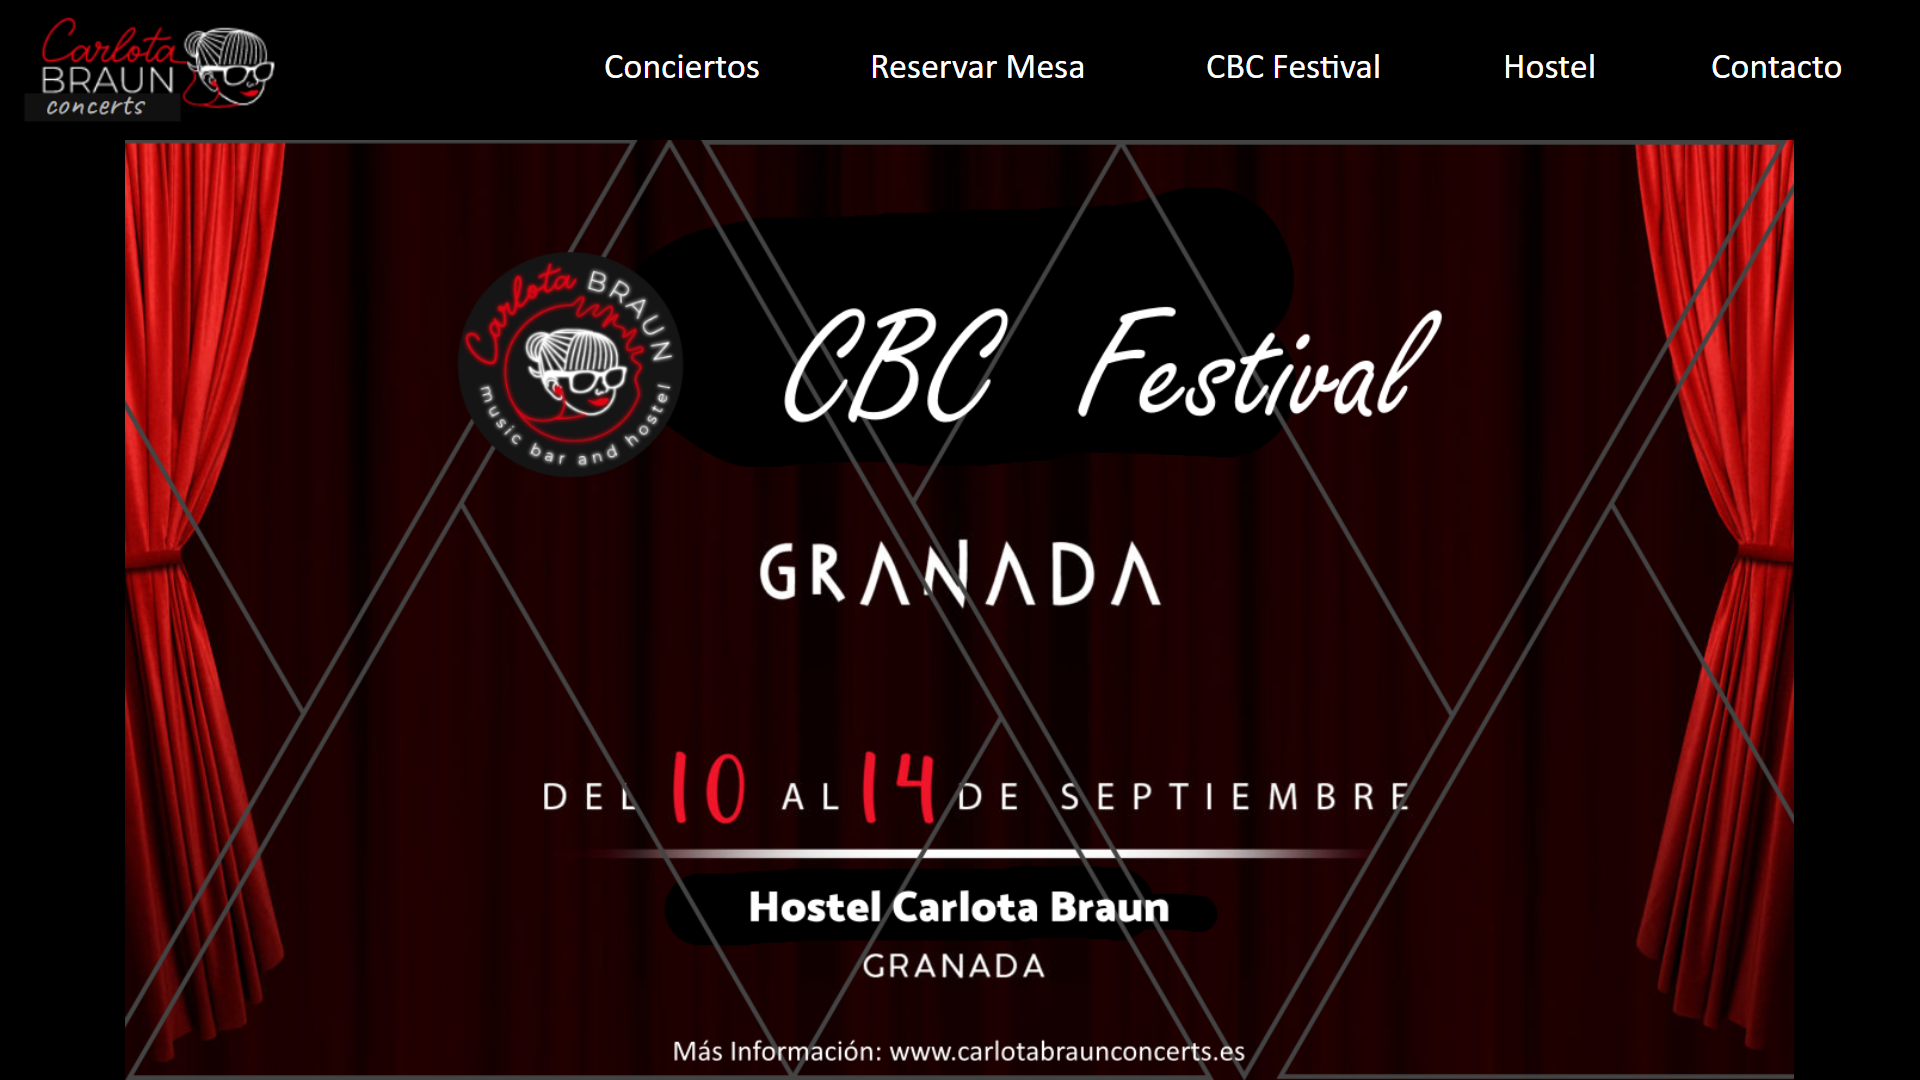 Carlota
BRAUN
concerts
Conciertos
Reservar Mesa
CBC Festival
Hostel
Contacto
Carlota BRAUN
music bar and hostel
CBC Festival
GRANADA
DEL 10 AL 14 DE SEPTIEMBRE
Hostel Carlota Braun
GRANADA
Más Información: www.carlotabraunconcerts.es